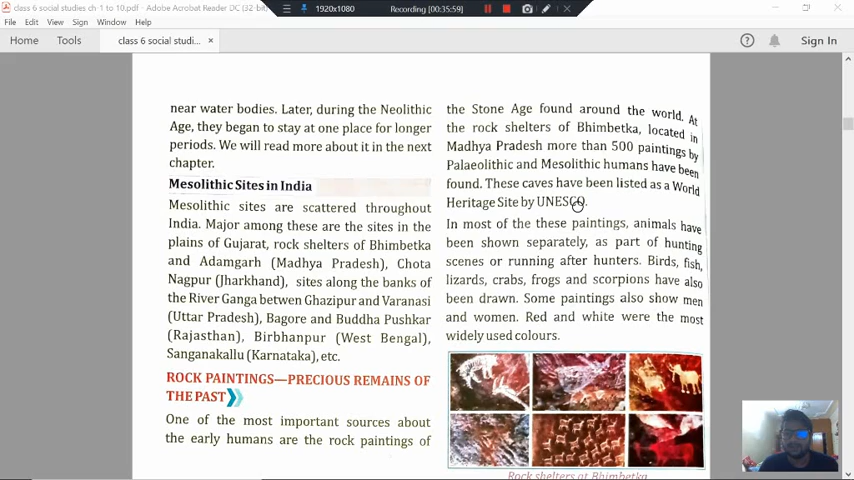 class 6 social studies ch-1 to 10.pdf - Adobe Acrobat Reader DC (32-bit)
1920x1080
Recording [00:35:59]
File Edit View Sign Window Help
Home Tools class 6 social studi... × Sign In
near water bodies. Later, during the Neolithic
Age, they began to stay at one place for longer
periods. We will read more about it in the next
chapter.
Mesolithic Sites in India
Mesolithic sites are scattered throughout
India. Major among these are the sites in the
plains of Gujarat, rock shelters of Bhimbetka
and Adamgarh (Madhya Pradesh), Chota
Nagpur (Jharkhand), sites along the banks of
the River Ganga betwen Ghazipur and Varanasi
(Uttar Pradesh), Bagore and Buddha Pushkar
(Rajasthan), Birbhanpur (West Bengal),
Sanganakallu (Karnataka), etc.
ROCK PAINTINGS—PRECIOUS REMAINS OF
THE PAST
One of the most important sources about
the early humans are the rock paintings of
the Stone Age found around the world. At
the rock shelters of Bhimbetka, located in
Madhya Pradesh more than 500 paintings by
Palaeolithic and Mesolithic humans have been
found. These caves have been listed as a World
Heritage Site by UNESCO.
In most of the these paintings, animals have
been shown separately, as part of hunting
scenes or running after hunters. Birds, fish,
lizards, crabs, frogs and scorpions have also
been drawn. Some paintings also show men
and women. Red and white were the most
widely used colours.
Rock shelters at Bhimbetka